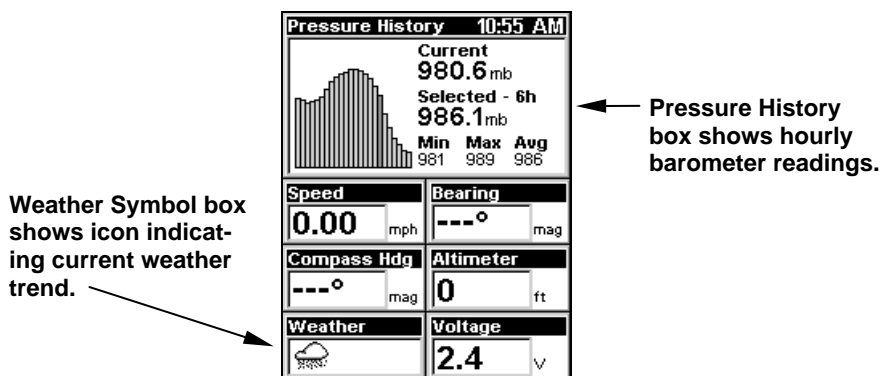 Pressure History 10:55 AM
Current
980.6 mb
Selected - 6h
986.1mb
Min Max Avg
981 989 986
Pressure History
box shows hourly
barometer readings.
Speed Bearing
0.00 mph ---° mag
Compass Hdg Altimeter
---° mag 0 ft
Weather Voltage
2.4 V
Weather Symbol box
shows icon indicat-
ing current weather
trend.